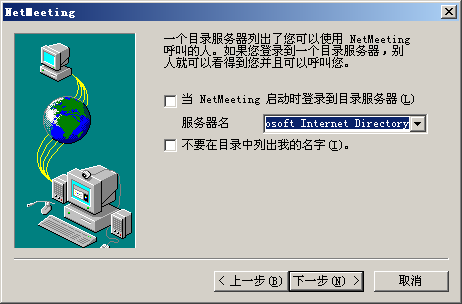 NetMeeting
一个目录服务器列出了您可以使用 NetMeeting
呼叫的人。如果您登录到一个目录服务器，别
人就可以看得到您并且可以呼叫您。
当 NetMeeting 启动时登录到目录服务器(L)
服务器名
osoft Internet Directory
不要在目录中列出我的名字(I)。
< 上一步(B)
下一步(N) >
取消